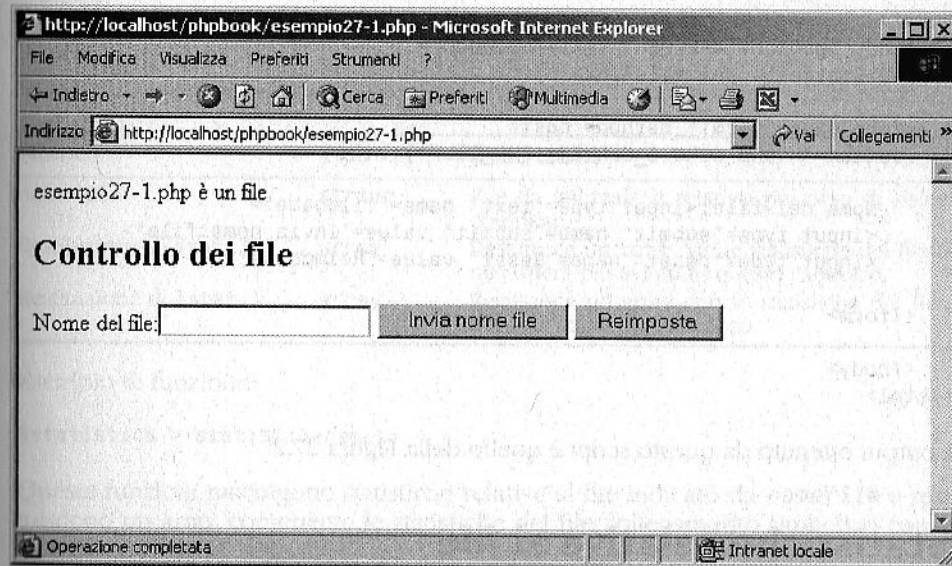 http://localhost/phpbook/esempio27-1.php - Microsoft Internet Explorer
File Modifica Visualizza Preferiti Strumenti ?
Indietro Cerca Preferiti Multimedia
Indirizzo http://localhost/phpbook/esempio27-1.php Vai Collegamenti »
esempio27-1.php è un file
Controllo dei file
Nome del file: Invia nome file Reimposta
Operazione completata Intranet locale